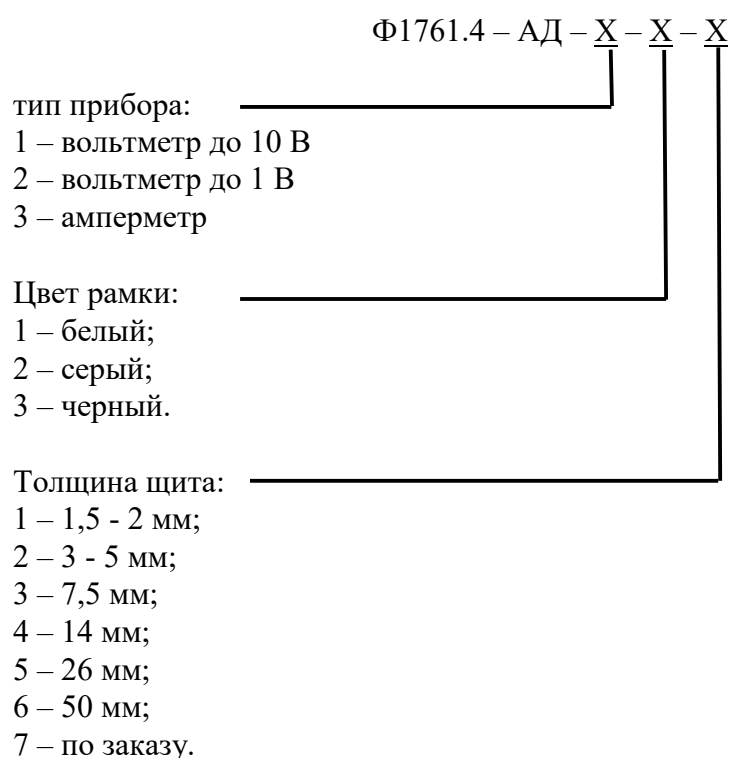 Ф1761.4 – АД – X – X – X
тип прибора:
1 – вольтметр до 10 В
2 – вольтметр до 1 В
3 – амперметр
Цвет рамки:
1 – белый;
2 – серый;
3 – черный.
Толщина щита:
1 – 1,5 - 2 мм;
2 – 3 - 5 мм;
3 – 7,5 мм;
4 – 14 мм;
5 – 26 мм;
6 – 50 мм;
7 – по заказу.